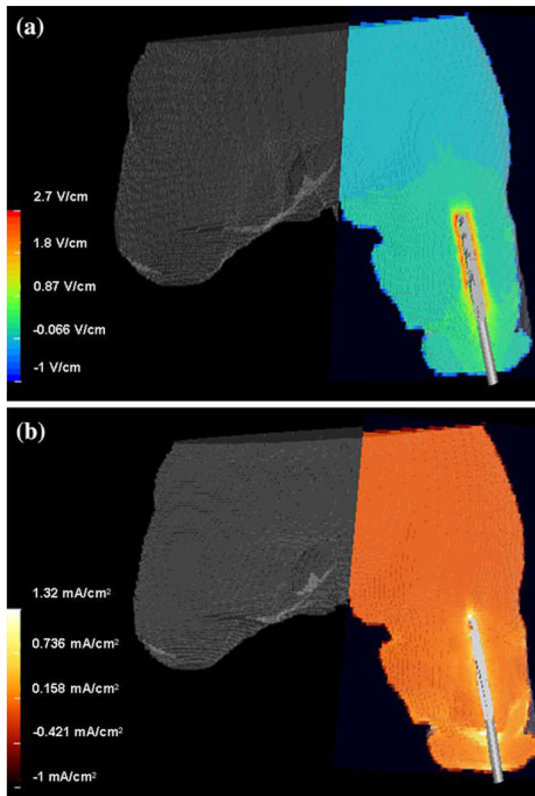 (a)
2.7 V/cm
1.8 V/cm
0.87 V/cm
-0.066 V/cm
-1 V/cm
(b)
1.32 mA/cm²
0.736 mA/cm²
0.158 mA/cm²
-0.421 mA/cm²
-1 mA/cm²